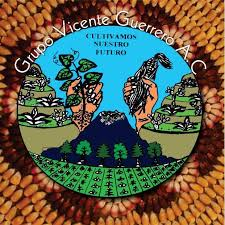 Grupo Vicente Guerrero A.C.
CULTIVAMOS
NUESTRO
FUTURO